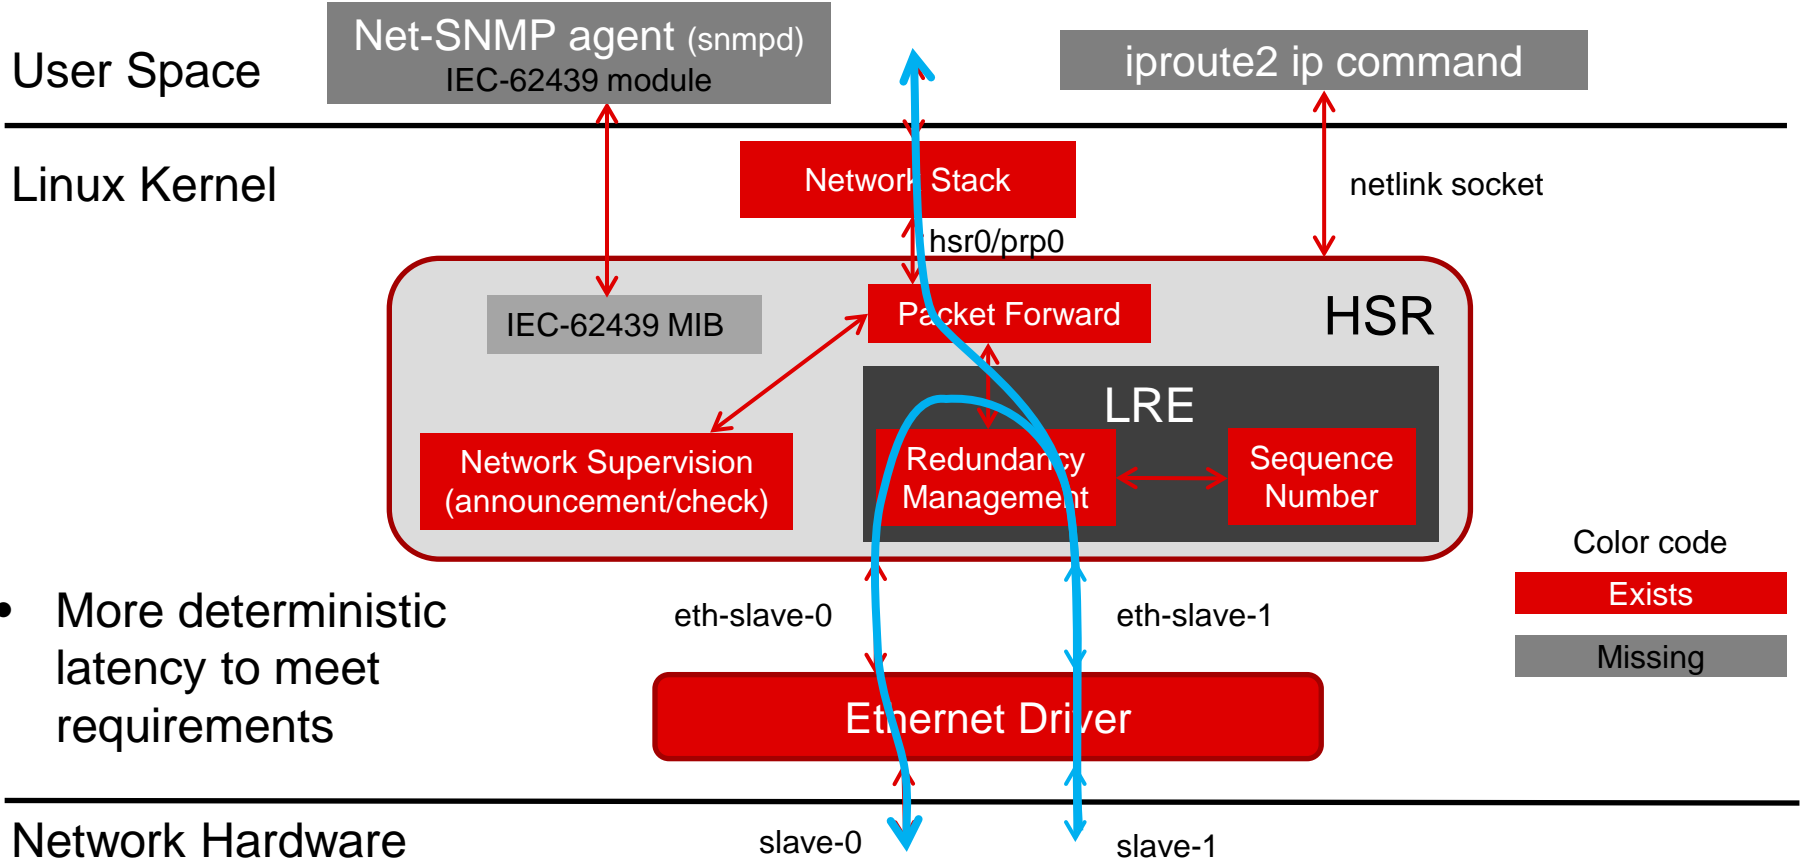 Net-SNMP agent (snmpd)
IEC-62439 module
iproute2 ip command
User Space
Linux Kernel
Network Stack
netlink socket
hsr0/prp0
IEC-62439 MIB
Packet Forward
HSR
LRE
Network Supervision
(announcement/check)
Redundancy
Management
Sequence
Number
Color code
Exists
Missing
• More deterministic
latency to meet
requirements
eth-slave-0
eth-slave-1
Ethernet Driver
Network Hardware
slave-0
slave-1